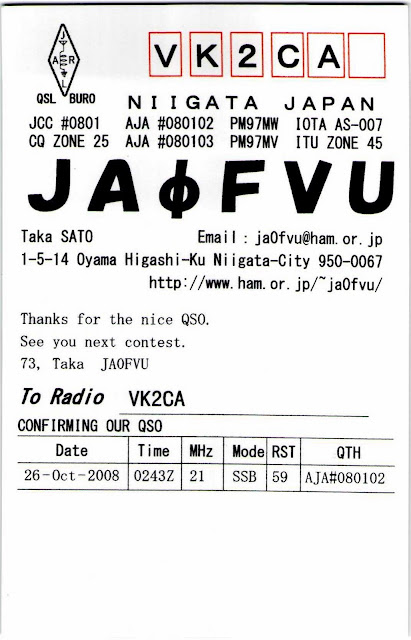 J A R L
VK2CA
QSL BURO
NIIGATA JAPAN
JCC #0801 AJA #080102 PM97MW IOTA AS-007
CQ ZONE 25 AJA #080103 PM97MV ITU ZONE 45
JAφFVU
Taka SATO Email : ja0fvu@ham.or.jp
1-5-14 Oyama Higashi-Ku Niigata-City 950-0067
http://www.ham.or.jp/~ja0fvu/
Thanks for the nice QSO.
See you next contest.
73, Taka JA0FVU
To Radio VK2CA
CONFIRMING OUR QSO
Date Time MHz Mode RST QTH
26-Oct-2008 0243Z 21 SSB 59 AJA#080102